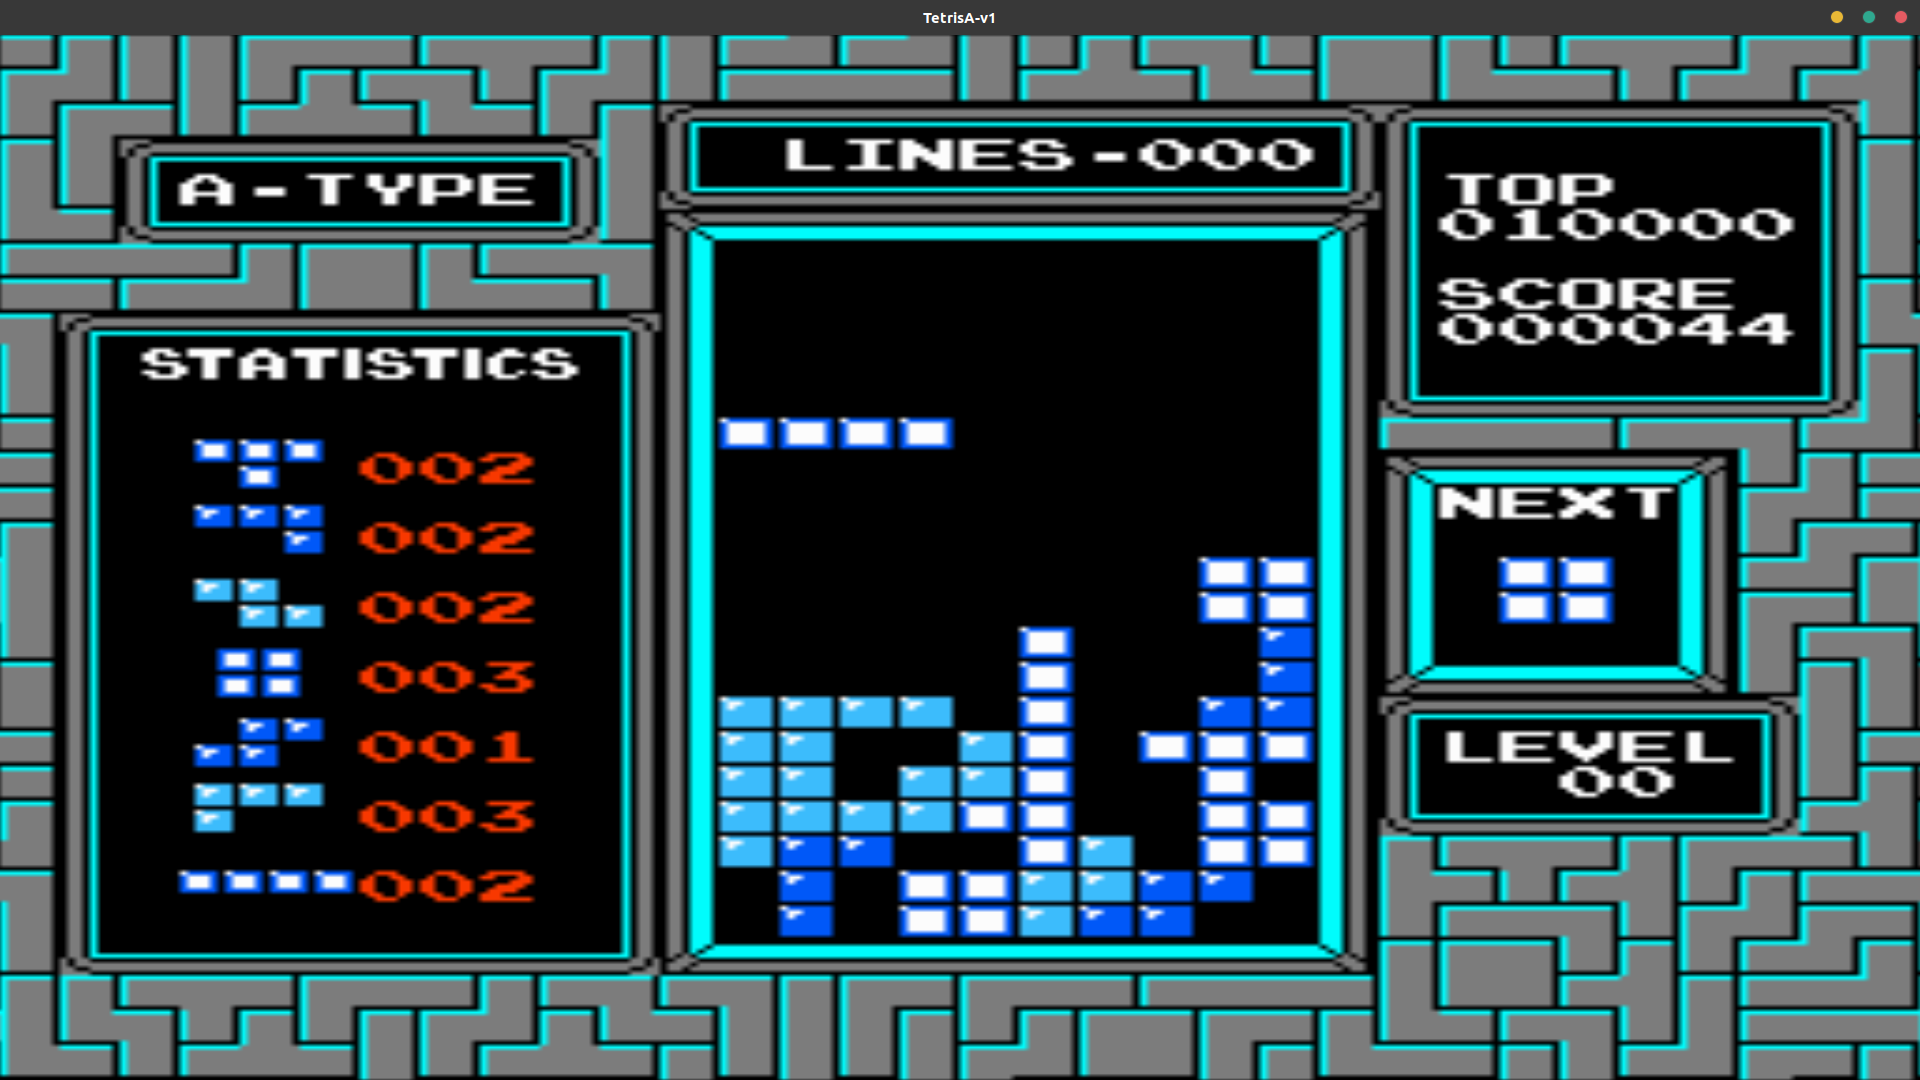 TetrisA-v1
LINES-000
A-TYPE
TOP
010000
SCORE
000044
STATISTICS
002
002
002
003
001
003
002
NEXT
LEVEL
00